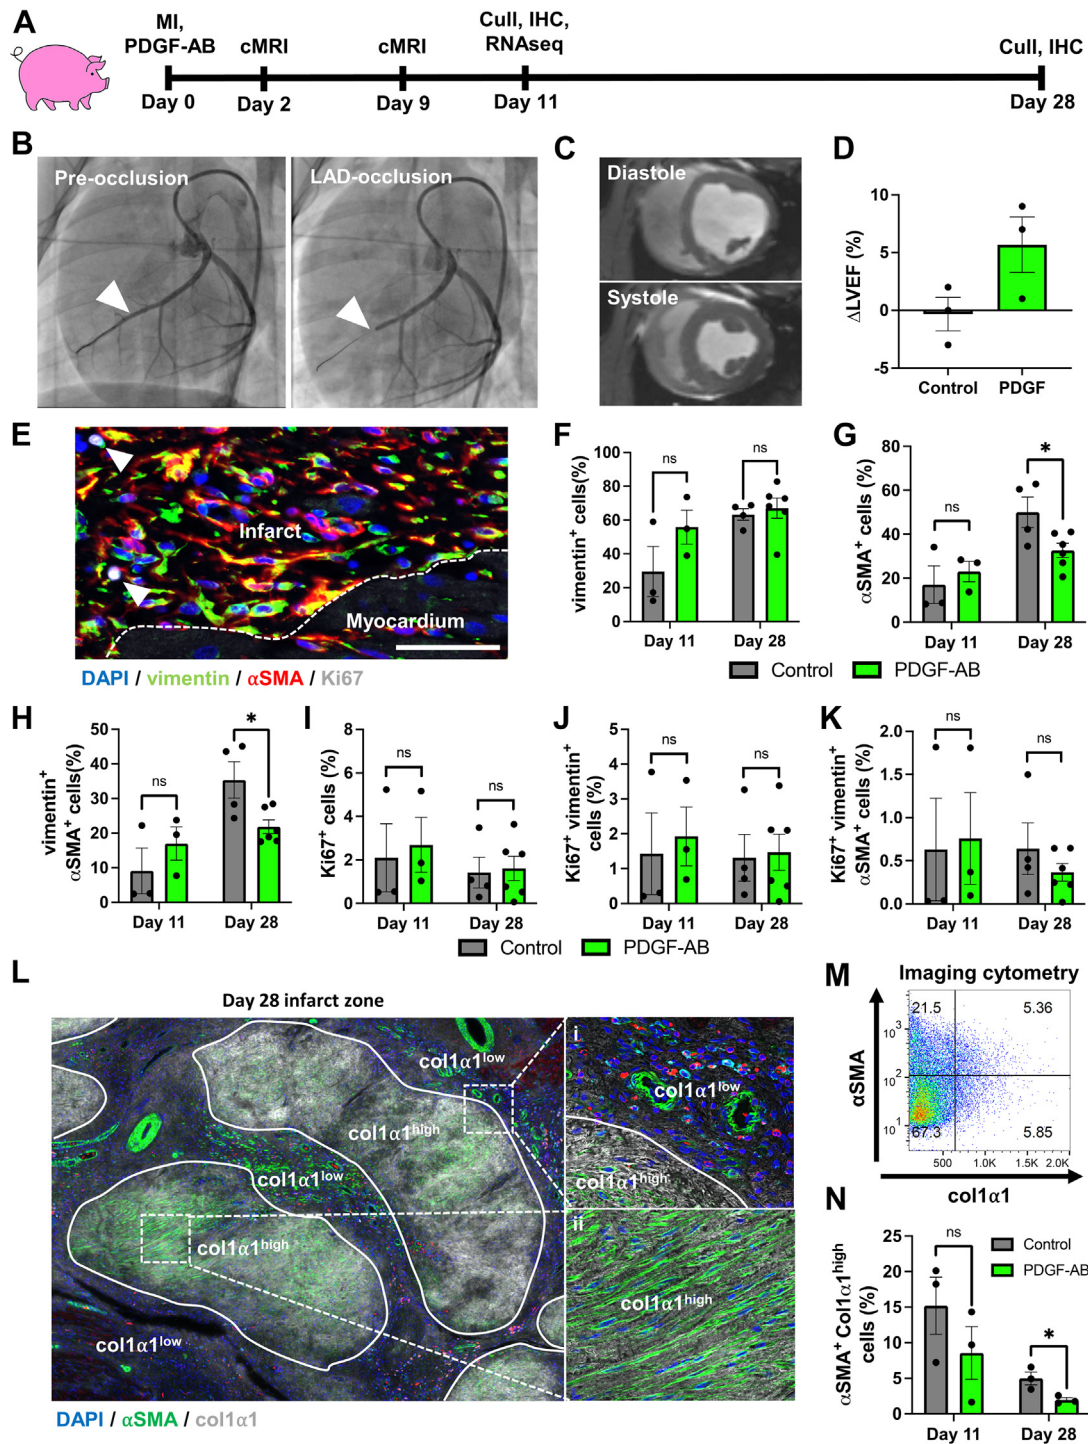 A
MI,
PDGF-AB
cMRI
cMRI
Cull, IHC,
RNAseq
Cull, IHC
Day 0
Day 2
Day 9
Day 11
Day 28
B
Pre-occlusion
LAD-occlusion
C
Diastole
Systole
D
ΔLVEF (%)
10
5
0
-5
Control
PDGF
E
Infarct
Myocardium
DAPI / vimentin / αSMA / Ki67
F
vimentin⁺ cells(%)
100
80
60
40
20
0
ns
ns
Day 11
Day 28
G
αSMA⁺ cells (%)
80
60
40
20
0
ns
*
Day 11
Day 28
Control
PDGF-AB
H
vimentin⁺
αSMA⁺ cells(%)
50
40
30
20
10
0
ns
*
Day 11
Day 28
I
Ki67⁺ cells (%)
8
6
4
2
0
ns
ns
Day 11
Day 28
J
Ki67⁺ vimentin⁺
cells (%)
5
4
3
2
1
0
ns
ns
Day 11
Day 28
K
Ki67⁺ vimentin⁺
αSMA⁺ cells (%)
2.0
1.5
1.0
0.5
0.0
ns
ns
Day 11
Day 28
Control
PDGF-AB
L
Day 28 infarct zone
col1α1low
col1α1high
col1α1low
col1α1high
col1α1low
i
col1α1low
col1α1high
ii
col1α1high
DAPI / αSMA / col1α1
M
Imaging cytometry
αSMA
21.5
5.36
67.3
5.85
10³
10²
10¹
500
1.0K
1.5K
2.0K
col1α1
N
αSMA⁺ Col1α1high
cells (%)
25
20
15
10
5
0
ns
*
Control
PDGF-AB
Day 11
Day 28